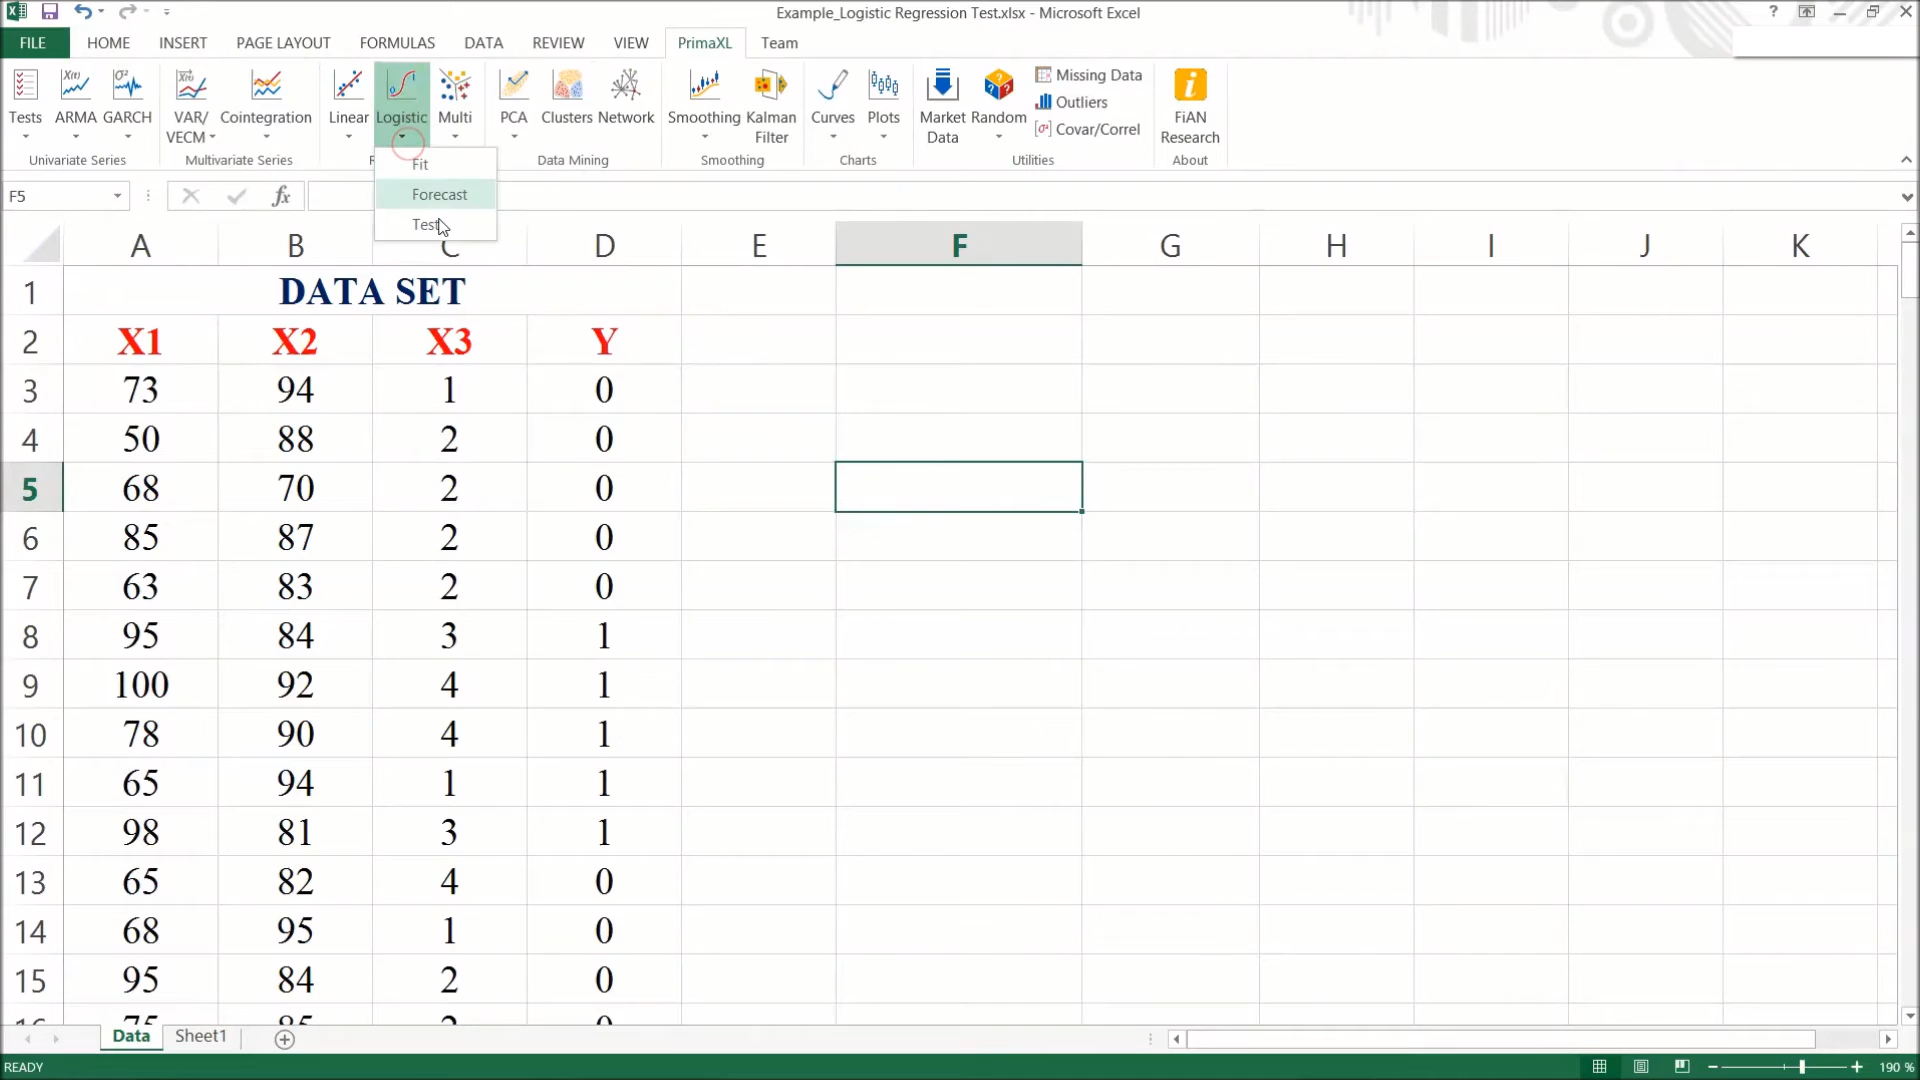 Example_Logistic Regression Test.xlsx - Microsoft Excel
FILE HOME INSERT PAGE LAYOUT FORMULAS DATA REVIEW VIEW PrimaXL Team
Tests ARMA GARCH VAR/ VECM Cointegration Linear Logistic Multi PCA Clusters Network Smoothing Kalman Filter Curves Plots Market Data Random Missing Data Outliers Covar/Correl FiAN Research
Univariate Series Multivariate Series Data Mining Smoothing Charts Utilities About
Fit
Forecast
Test
F5 fx
A B C D E F G H I J K
1 DATA SET
2 X1 X2 X3 Y
3 73 94 1 0
4 50 88 2 0
5 68 70 2 0
6 85 87 2 0
7 63 83 2 0
8 95 84 3 1
9 100 92 4 1
10 78 90 4 1
11 65 94 1 1
12 98 81 3 1
13 65 82 4 0
14 68 95 1 0
15 95 84 2 0
16 75 85 2 0
Data Sheet1
READY 190 %